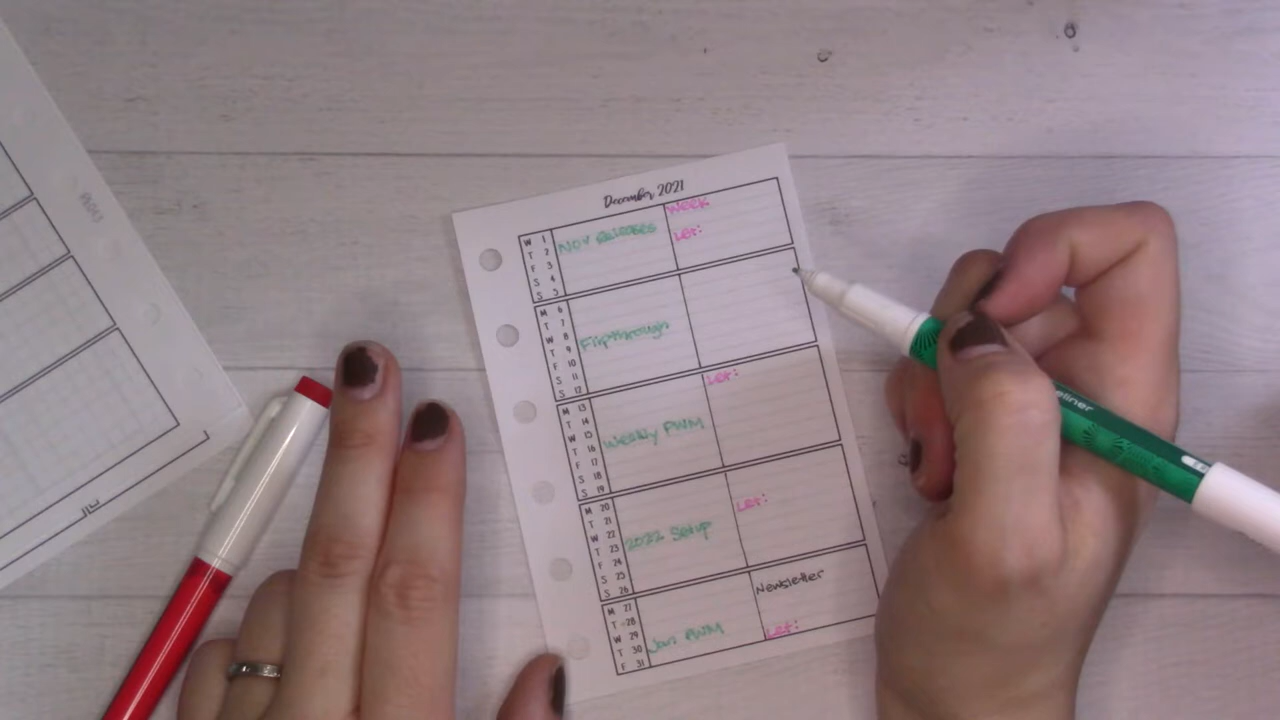 December 2021
W 1
T 2
F 3
S 4
S 5
Nov Releases
Week
Let:
M 6
T 7
W 8
T 9
F 10
S 11
S 12
Flipthrough
M 13
T 14
W 15
T 16
F 17
S 18
S 19
Weekly PWM
Let:
M 20
T 21
W 22
T 23
F 24
S 25
S 26
2022 Setup
Let:
M 27
T 28
W 29
T 30
F 31
Jan PWM
Newsletter
Let:
eliner